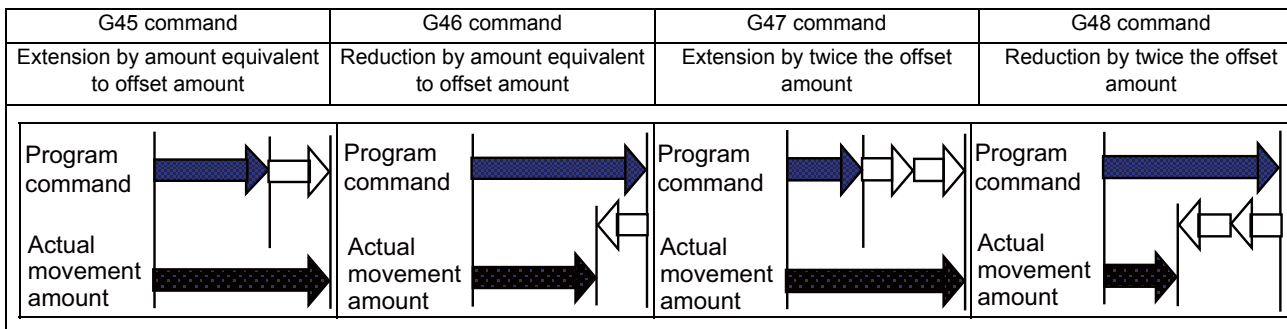 G45 command
G46 command
G47 command
G48 command
Extension by amount equivalent
to offset amount
Reduction by amount equivalent
to offset amount
Extension by twice the offset
amount
Reduction by twice the offset
amount
Program
command
Actual
movement
amount
Program
command
Actual
movement
amount
Program
command
Actual
movement
amount
Program
command
Actual
movement
amount